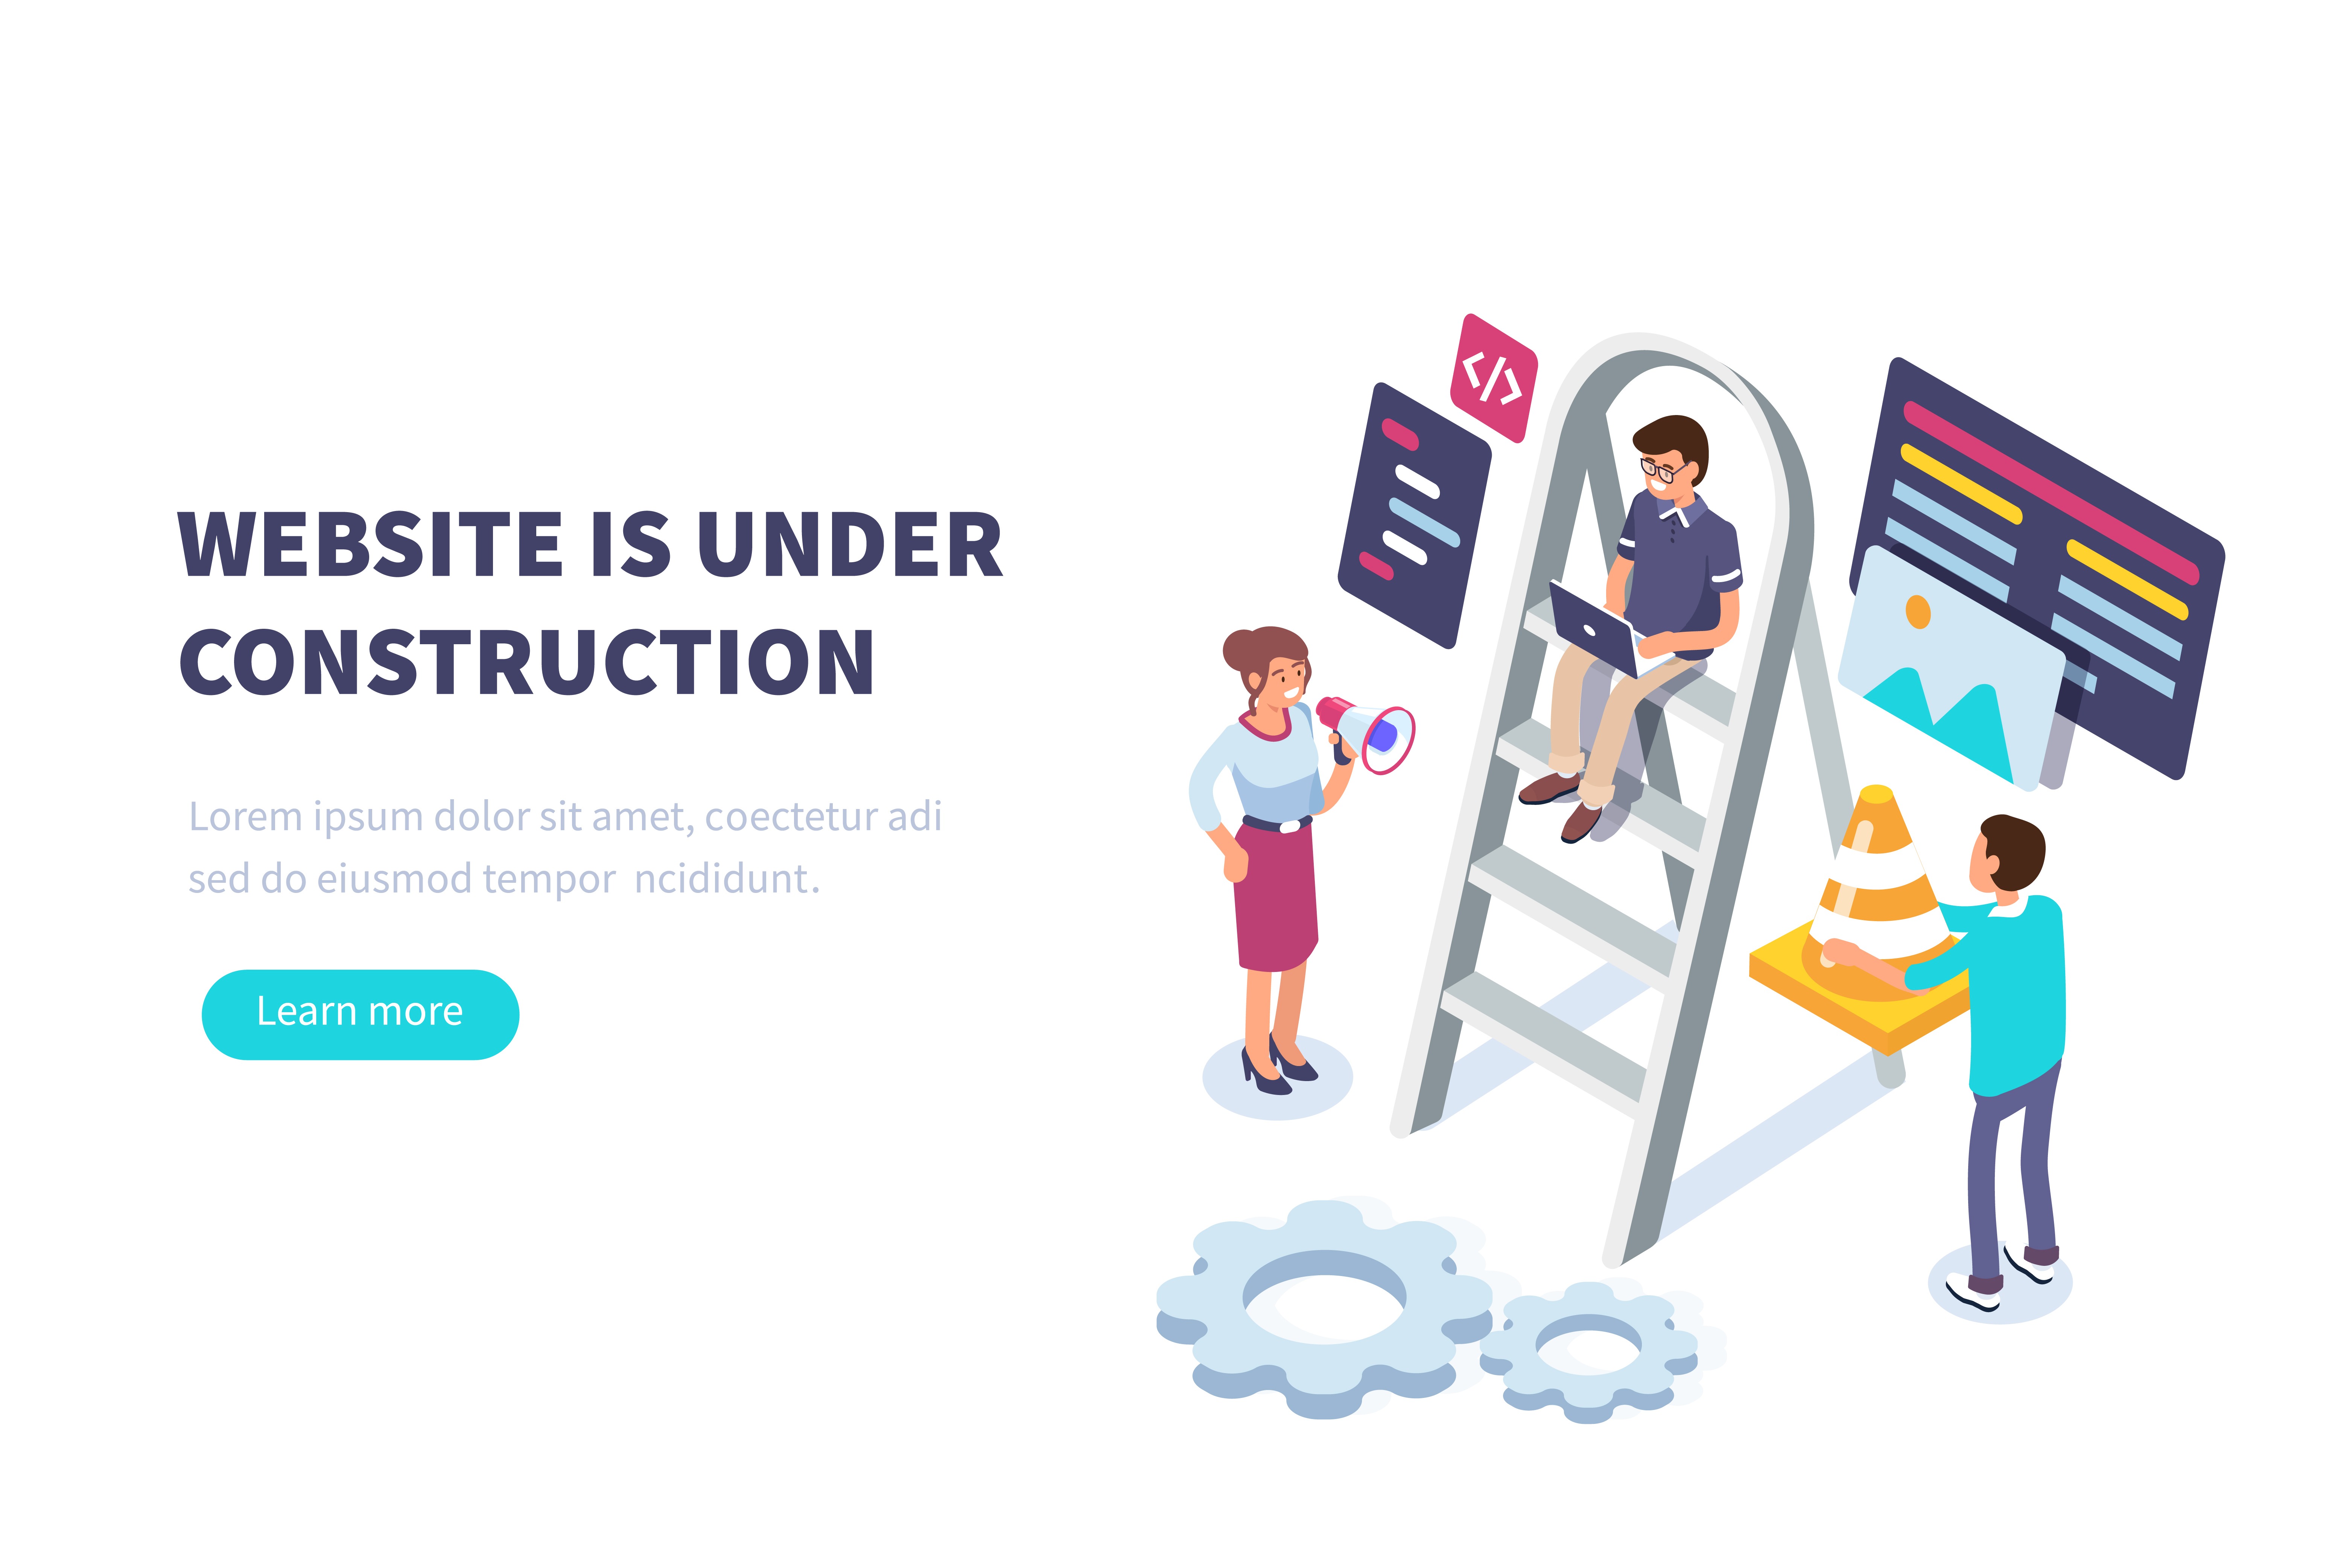 WEBSITE IS UNDER
CONSTRUCTION
Lorem ipsum dolor sit amet, coectetur adi
sed do eiusmod tempor  ncididunt.
Learn more
</>